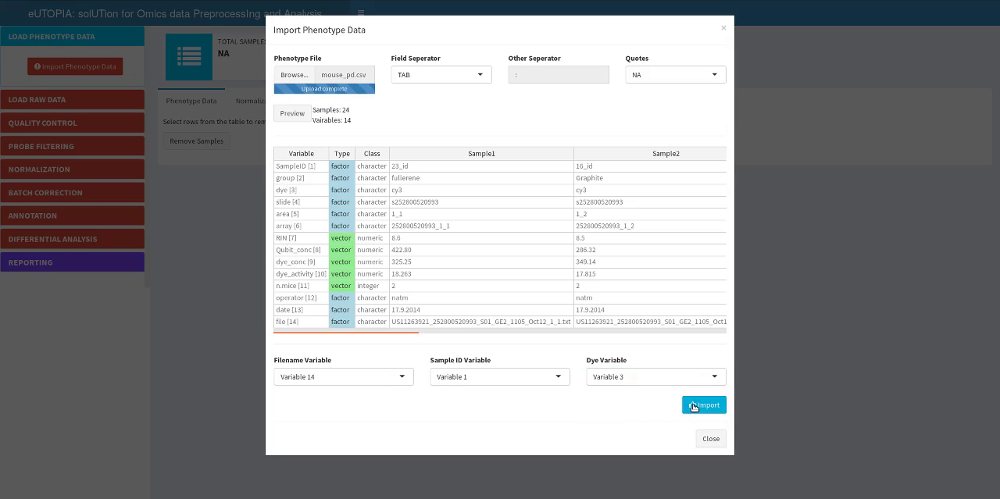 eUTOPIA: solUTion for Omics data PreprocessIng and Analysis
Import Phenotype Data
×
LOAD PHENOTYPE DATA
Import Phenotype Data
LOAD RAW DATA
QUALITY CONTROL
PROBE FILTERING
NORMALIZATION
BATCH CORRECTION
ANNOTATION
DIFFERENTIAL ANALYSIS
REPORTING
TOTAL SAMPLES
NA
Phenotype Data
Select rows from the table to
Remove Samples
Phenotype File Field Seperator Other Seperator Quotes
Browse... mouse_pd.csv TAB : NA
Upload complete
Preview
Samples: 24
Vairables: 14
Variable Type Class Sample1 Sample2
SampleID [1] factor character 23_id 16_id
group [2] factor character fullerene Graphite
dye [3] factor character cy3 cy3
slide [4] factor character s252800520993 s252800520993
area [5] factor character 1_1 1_2
array [6] factor character 252800520993_1_1 252800520993_1_2
RIN [7] vector numeric 8.6 8.5
Qubit_conc [8] vector numeric 422.80 286.32
dye_conc [9] vector numeric 325.25 349.14
dye_activity [10] vector numeric 18.263 17.815
n.mice [11] vector integer 2 2
operator [12] factor character natm natm
date [13] factor character 17.9.2014 17.9.2014
file [14] factor character US11263921_252800520993_S01_GE2_1105_Oct12_1_1.txt US11263921_252800520993_S01_GE2_1105_Oct1
Filename Variable Sample ID Variable Dye Variable
Variable 14 Variable 1 Variable 3
Import
Close